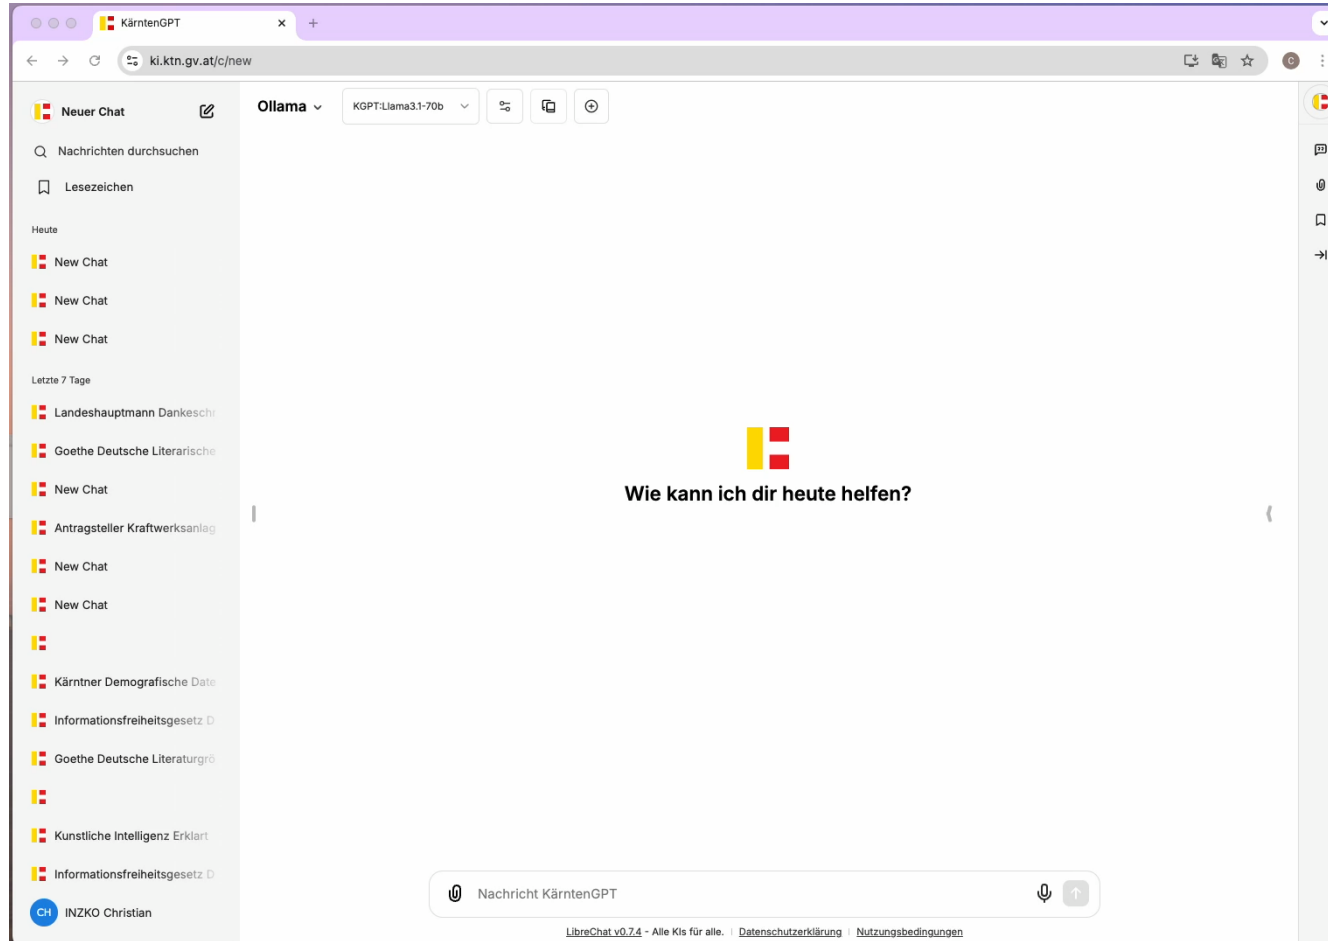 KärntenGPT
ki.ktn.gv.at/c/new
C
Neuer Chat
Nachrichten durchsuchen
Lesezeichen
Heute
New Chat
New Chat
New Chat
Letzte 7 Tage
Landeshauptmann Dankeschr
Goethe Deutsche Literarische
New Chat
Antragsteller Kraftwerksanlag
New Chat
New Chat
Kärntner Demografische Date
Informationsfreiheitsgesetz D
Goethe Deutsche Literaturgrö
Kunstliche Intelligenz Erklart
Informationsfreiheitsgesetz D
CH INZKO Christian
Ollama KGPT:Llama3.1-70b
Wie kann ich dir heute helfen?
Nachricht KärntenGPT
LibreChat v0.7.4 - Alle KIs für alle. | Datenschutzerklärung | Nutzungsbedingungen